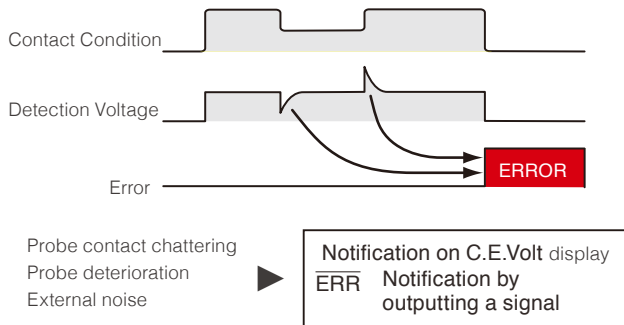 Contact Condition
Detection Voltage
Error
ERROR
Probe contact chattering
Probe deterioration
External noise
Notification on C.E.Volt display
ERR Notification by
outputting a signal